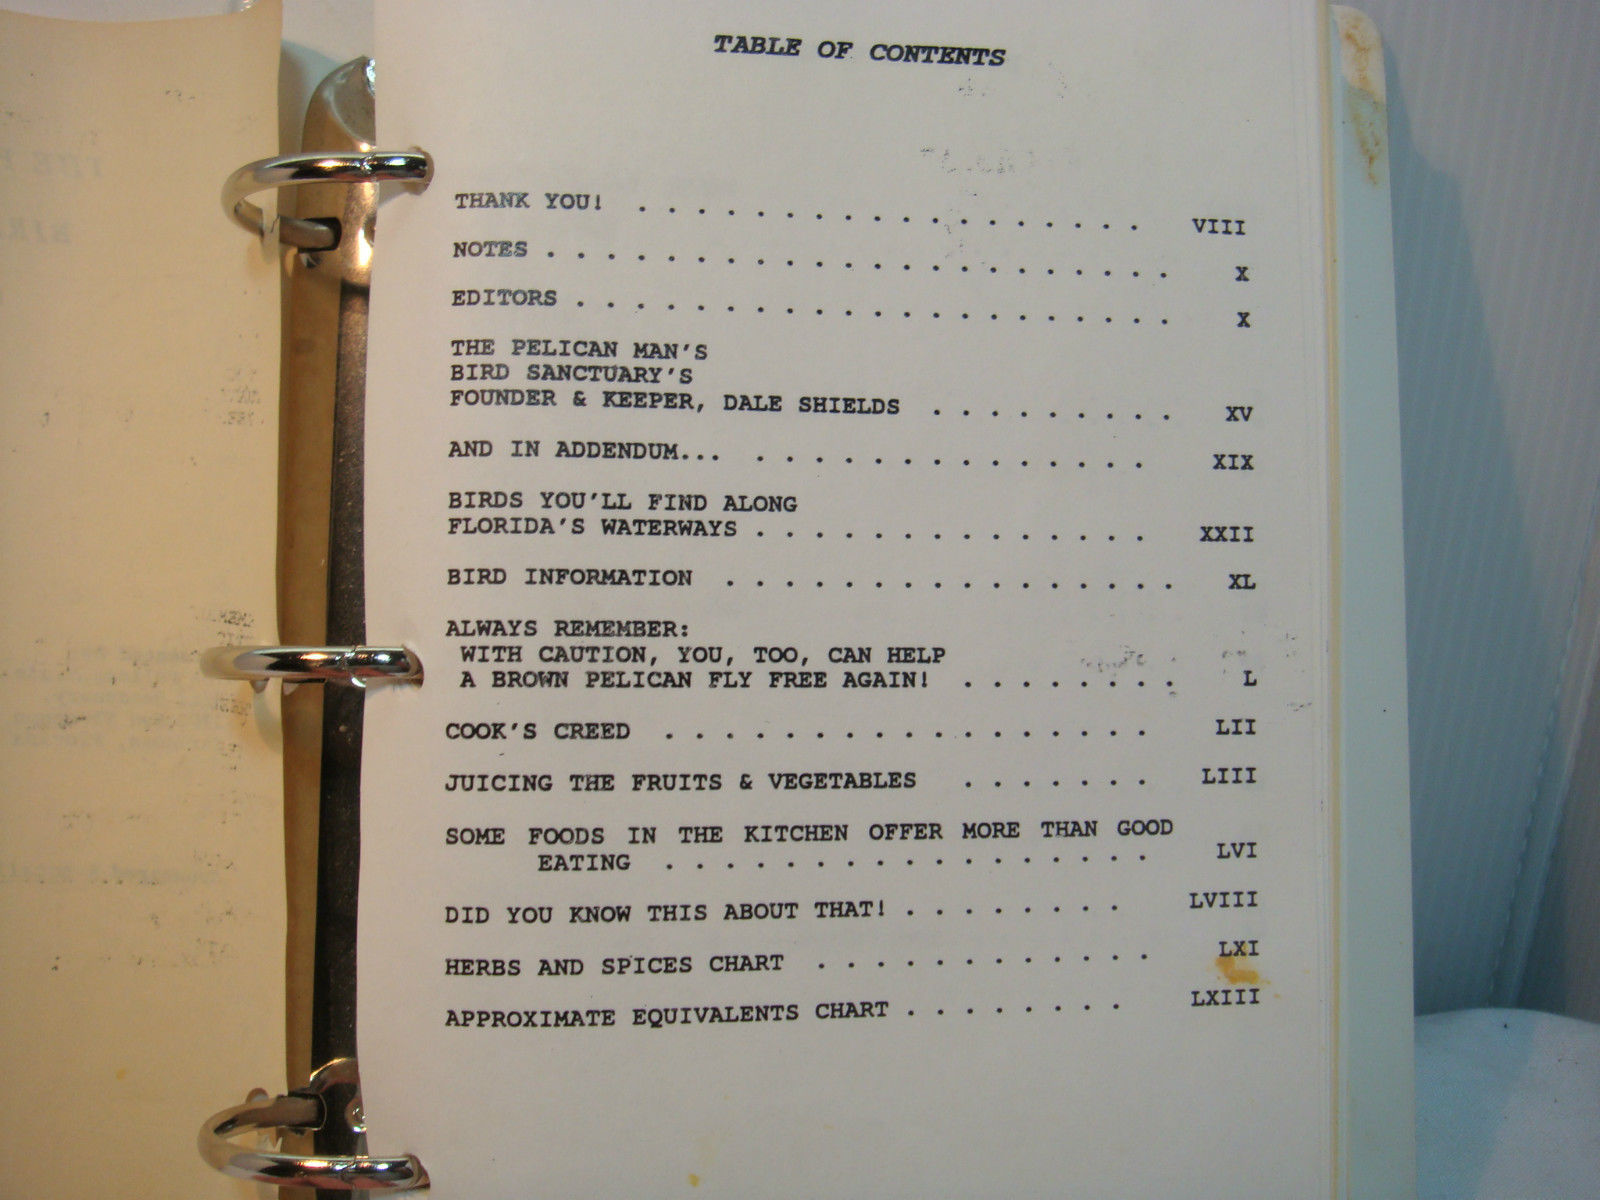 TABLE OF CONTENTS
THANK YOU! . . . . . . . . . . . . . . . . . VIII
NOTES . . . . . . . . . . . . . . . . . . . . . X
EDITORS . . . . . . . . . . . . . . . . . . . . X
THE PELICAN MAN'S
BIRD SANCTUARY'S
FOUNDER & KEEPER, DALE SHIELDS . . . . . . . . . XV
AND IN ADDENDUM... . . . . . . . . . . . . . . XIX
BIRDS YOU'LL FIND ALONG
FLORIDA'S WATERWAYS . . . . . . . . . . . . . . XXII
BIRD INFORMATION . . . . . . . . . . . . . . . . XL
ALWAYS REMEMBER:
WITH CAUTION, YOU, TOO, CAN HELP
A BROWN PELICAN FLY FREE AGAIN! . . . . . . . . L
COOK'S CREED . . . . . . . . . . . . . . . . . LII
JUICING THE FRUITS & VEGETABLES . . . . . . . LIII
SOME FOODS IN THE KITCHEN OFFER MORE THAN GOOD
EATING . . . . . . . . . . . . . . . . . LVI
DID YOU KNOW THIS ABOUT THAT! . . . . . . . . LVIII
HERBS AND SPICES CHART . . . . . . . . . . . . LXI
APPROXIMATE EQUIVALENTS CHART . . . . . . . . LXIII